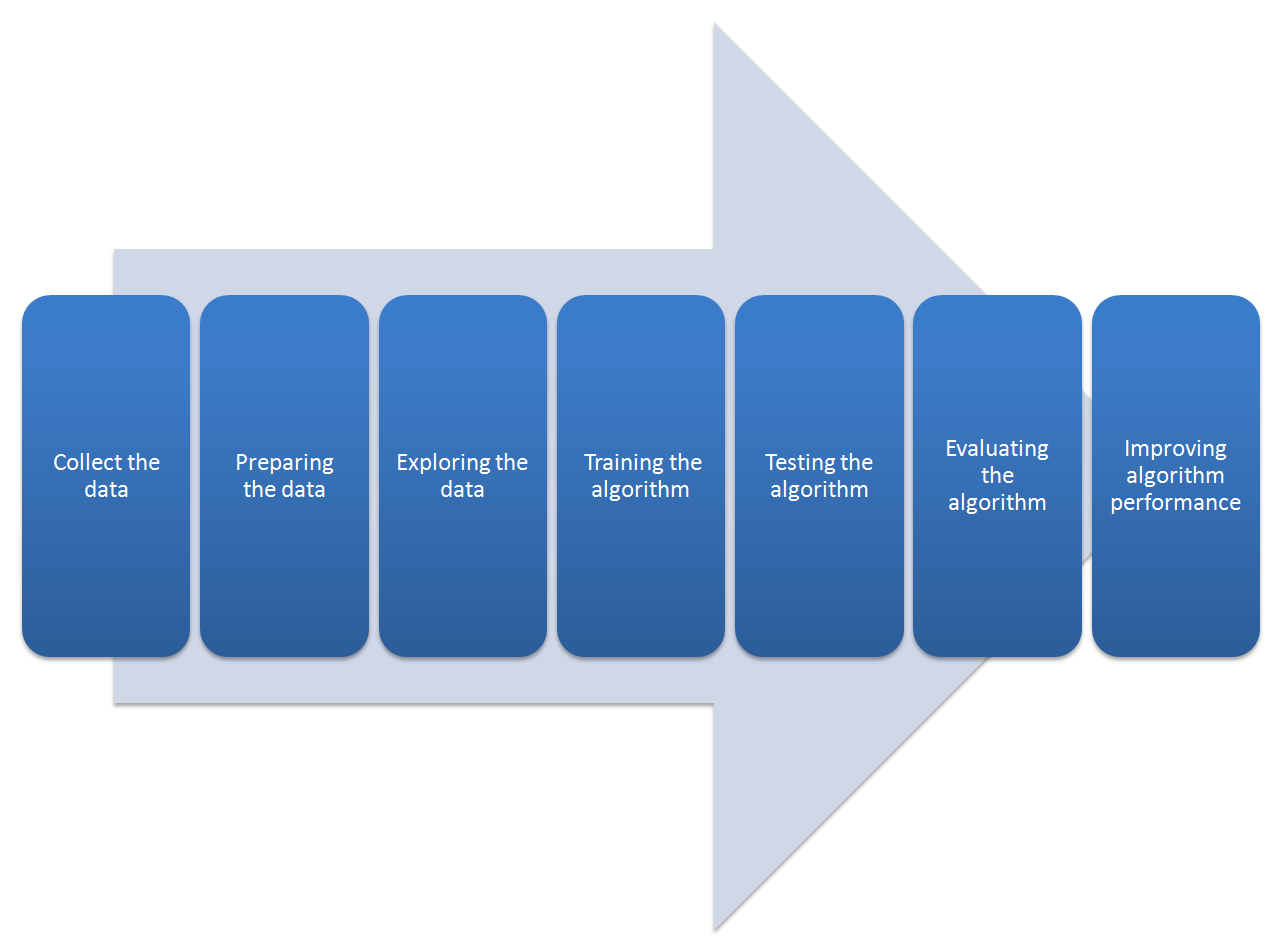 Collect the
data
Preparing
the data
Exploring the
data
Training the
algorithm
Testing the
algorithm
Evaluating
the
algorithm
Improving
algorithm
performance